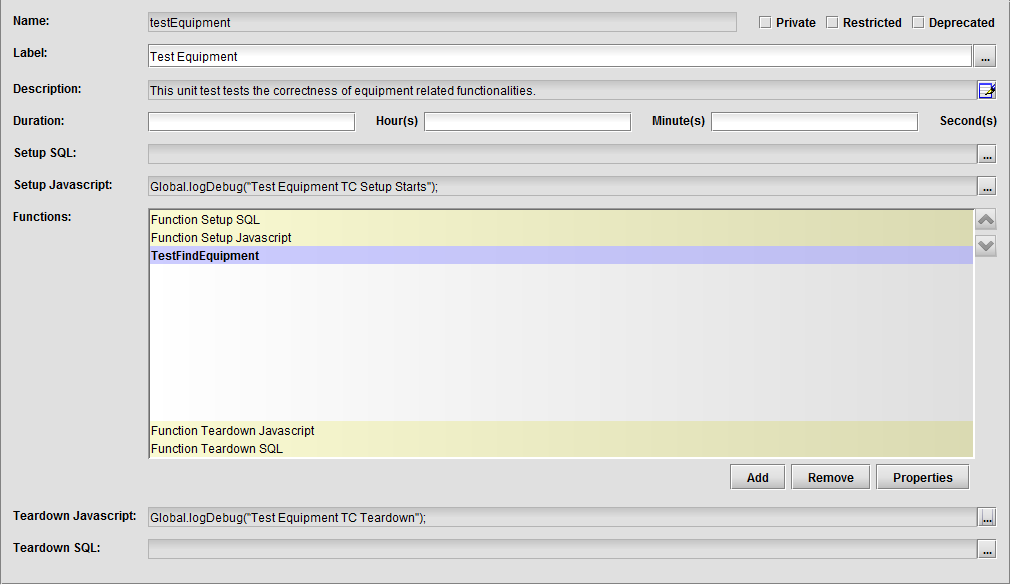 Name: testEquipment Private Restricted Deprecated
Label: Test Equipment ...
Description: This unit test tests the correctness of equipment related functionalities.
Duration: Hour(s) Minute(s) Second(s)
Setup SQL: ...
Setup Javascript: Global.logDebug("Test Equipment TC Setup Starts"); ...
Functions: Function Setup SQL
Function Setup Javascript
TestFindEquipment
Function Teardown Javascript
Function Teardown SQL
Add Remove Properties
Teardown Javascript: Global.logDebug("Test Equipment TC Teardown"); ...
Teardown SQL: ...